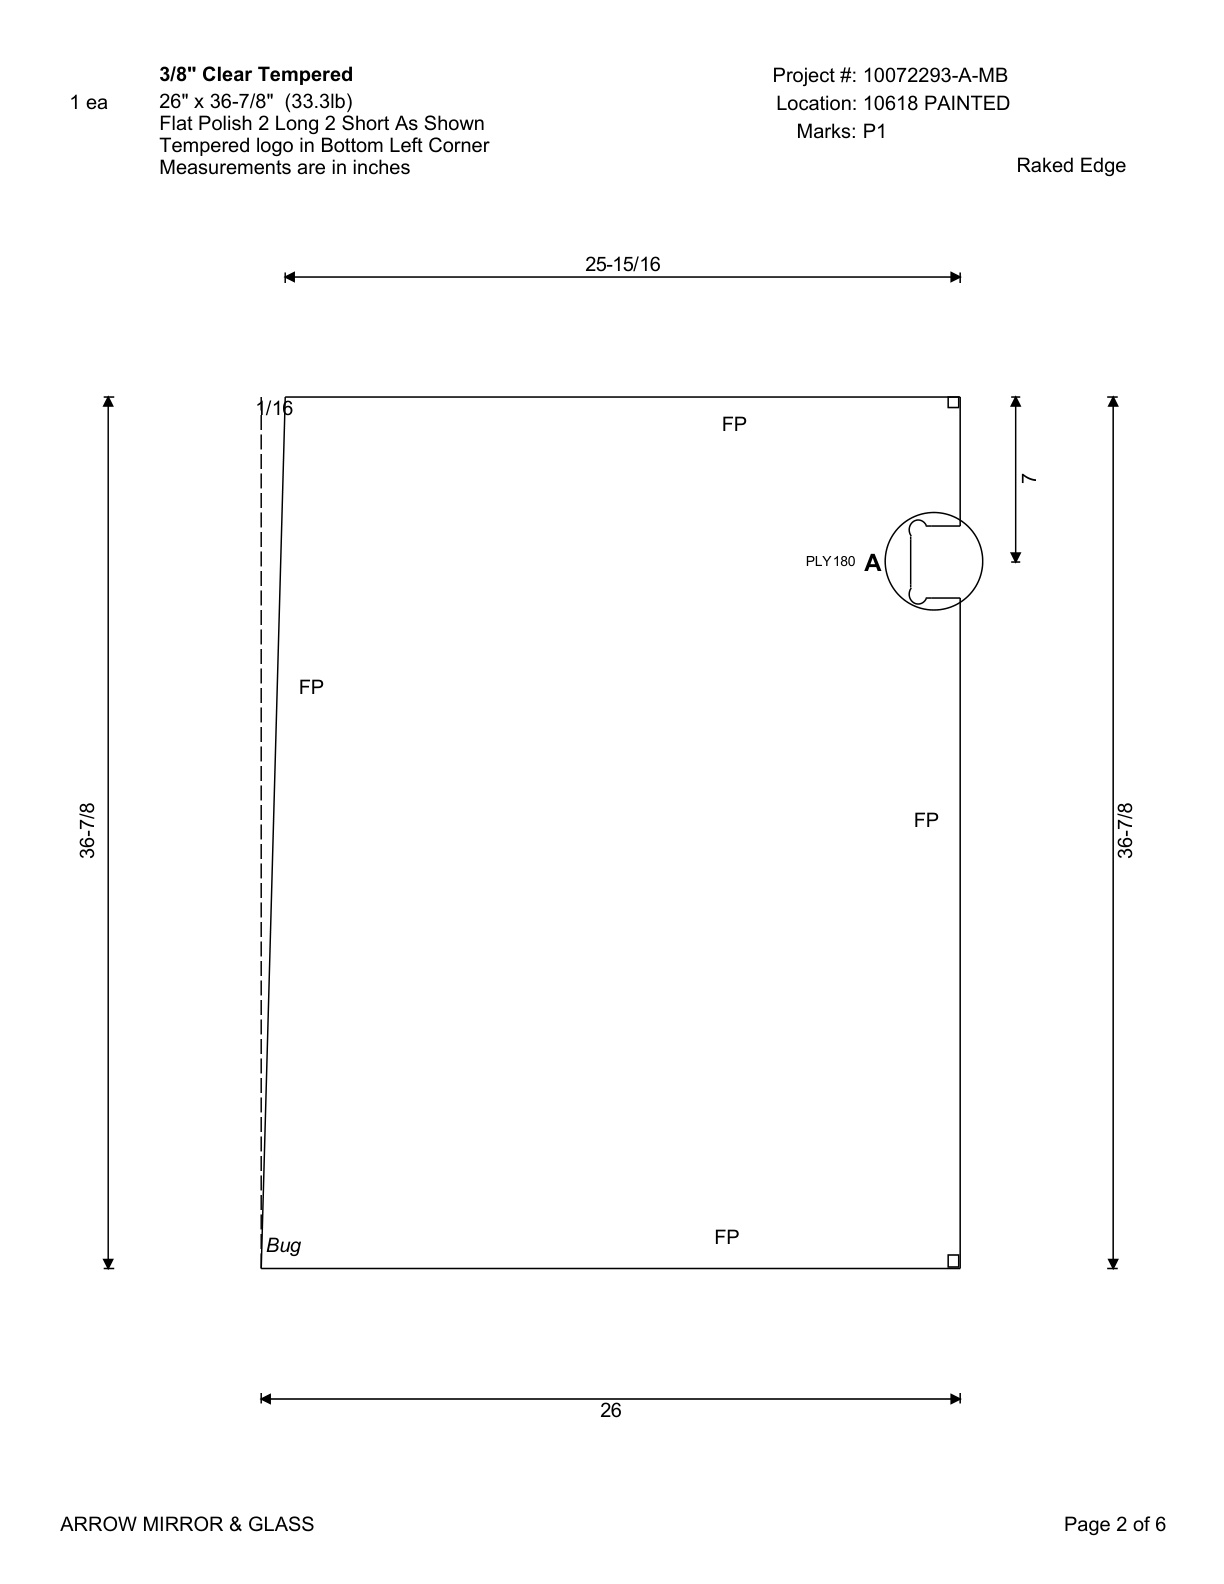 3/8" Clear Tempered
1 ea
26" x 36-7/8"  (33.3lb)
Flat Polish 2 Long 2 Short As Shown
Tempered logo in Bottom Left Corner
Measurements are in inches
Project #: 10072293-A-MB
Location: 10618 PAINTED
Marks: P1
Raked Edge
25-15/16
1/16
FP
7
PLY180 A
FP
36-7/8
FP
36-7/8
FP
Bug
26
ARROW MIRROR & GLASS
Page 2 of 6